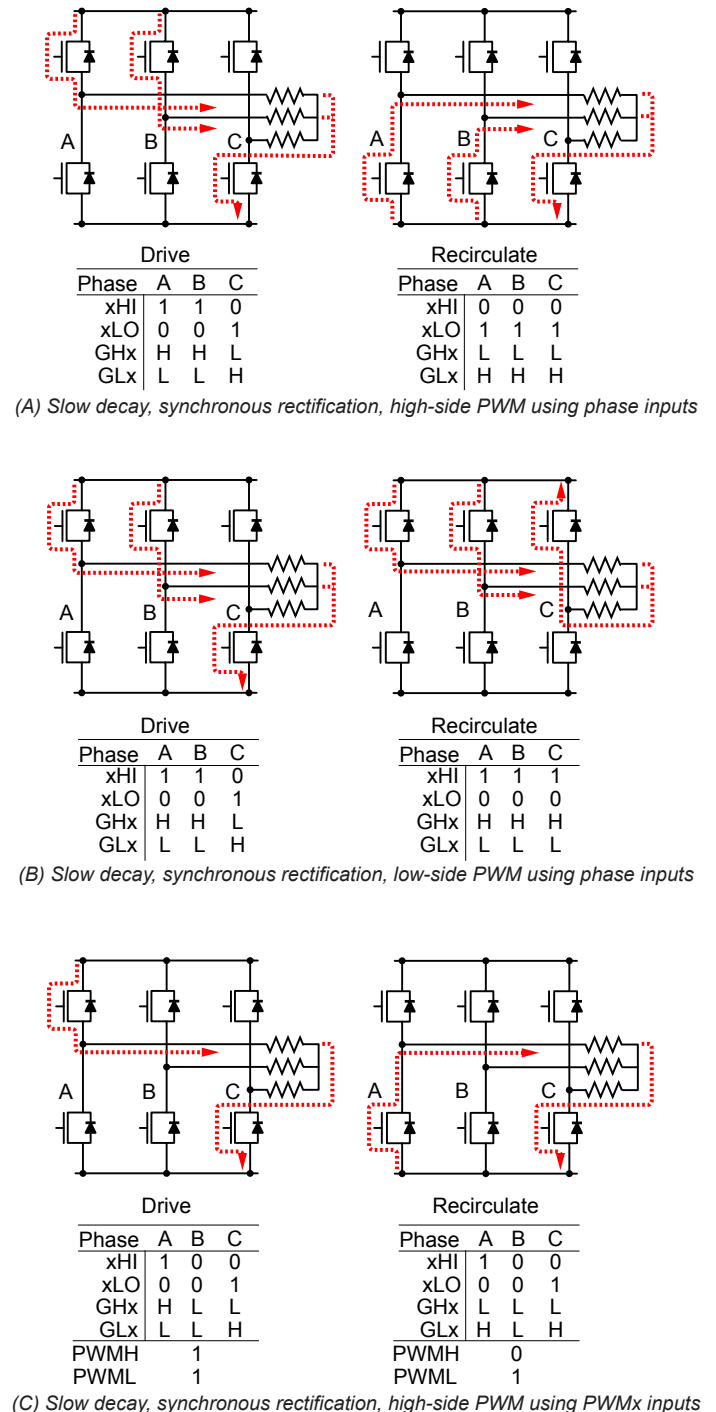 A B C A B C
Drive Recirculate
Phase A B C Phase A B C
xHI 1 1 0 xHI 0 0 0
xLO 0 0 1 xLO 1 1 1
GHx H H L GHx L L L
GLx L L H GLx H H H
(A) Slow decay, synchronous rectification, high-side PWM using phase inputs
A B C A B C
Drive Recirculate
Phase A B C Phase A B C
xHI 1 1 0 xHI 1 1 1
xLO 0 0 1 xLO 0 0 0
GHx H H L GHx H H H
GLx L L H GLx L L L
(B) Slow decay, synchronous rectification, low-side PWM using phase inputs
A B C A B C
Drive Recirculate
Phase A B C Phase A B C
xHI 1 0 0 xHI 1 0 0
xLO 0 0 1 xLO 0 0 1
GHx H L L GHx L L L
GLx L L H GLx H L H
PWMH 1 PWMH 0
PWML 1 PWML 1
(C) Slow decay, synchronous rectification, high-side PWM using PWMx inputs